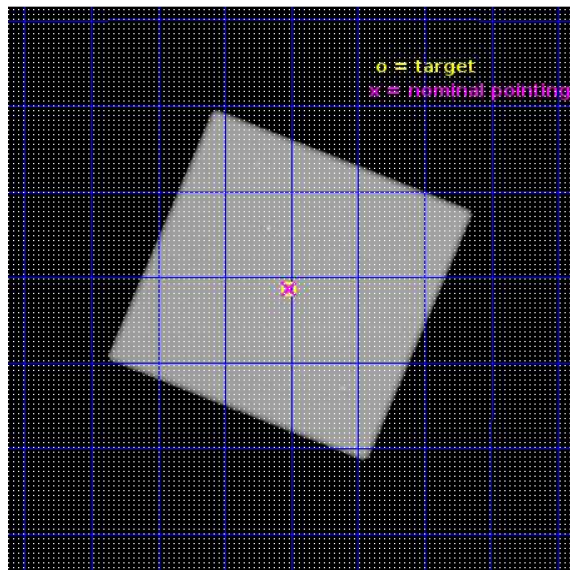 o = target
x = nominal pointing